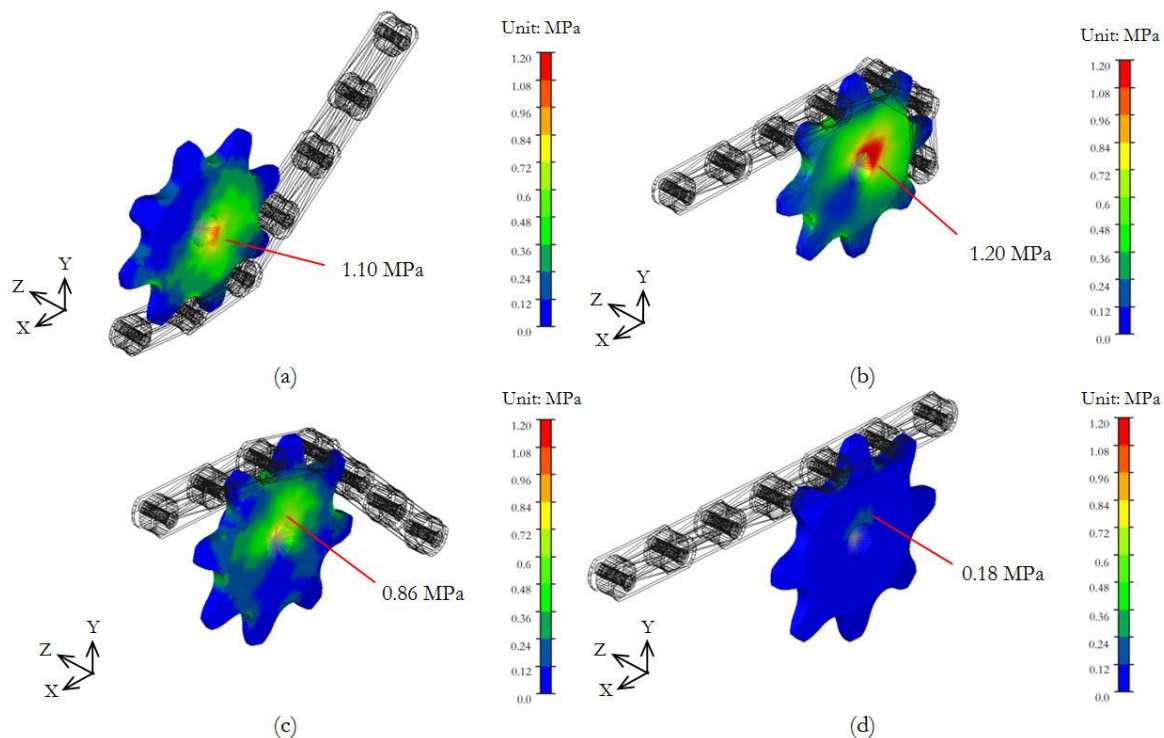 Unit: MPa
1.20
1.08
0.96
0.84
0.72
0.6
0.48
0.36
0.24
0.12
0.0
1.10 MPa
Y
Z
X
(a)
Unit: MPa
1.20
1.08
0.96
0.84
0.72
0.6
0.48
0.36
0.24
0.12
0.0
1.20 MPa
Y
Z
X
(b)
Unit: MPa
1.20
1.08
0.96
0.84
0.72
0.6
0.48
0.36
0.24
0.12
0.0
0.86 MPa
Y
Z
X
(c)
Unit: MPa
1.20
1.08
0.96
0.84
0.72
0.6
0.48
0.36
0.24
0.12
0.0
0.18 MPa
Y
Z
X
(d)